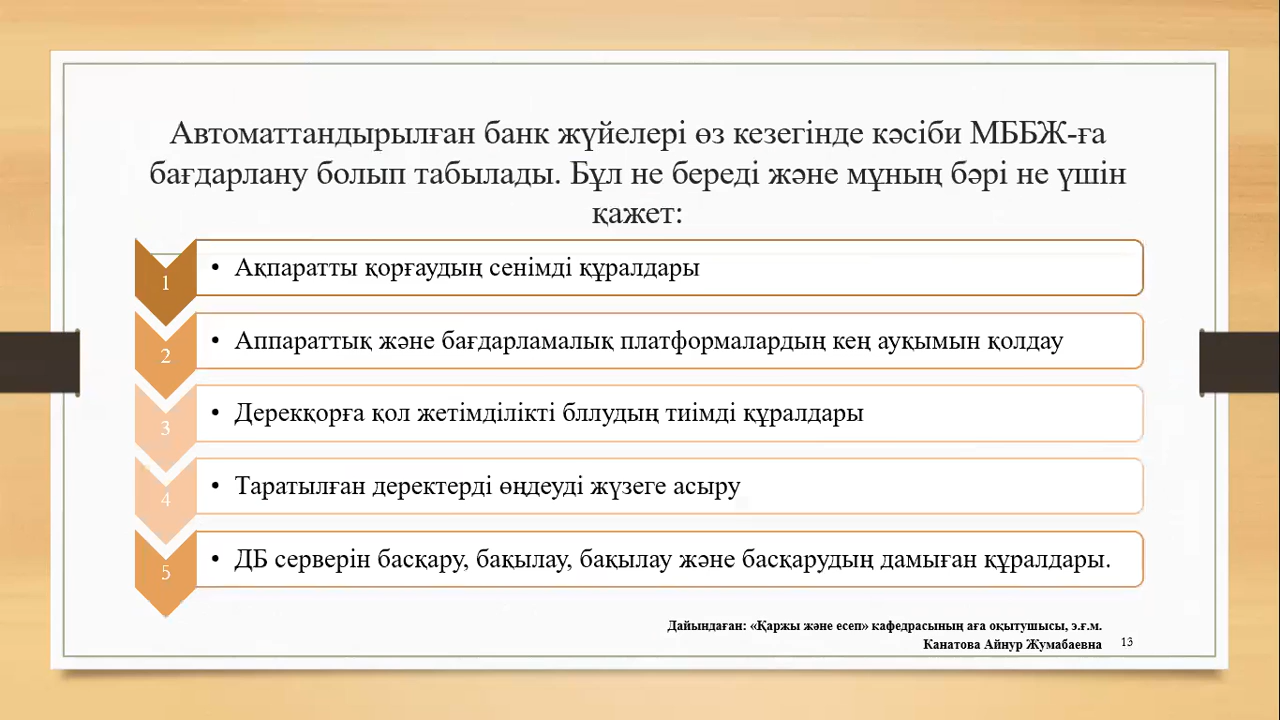 Автоматтандырылған банк жүйелері өз кезегінде кәсіби МББЖ-ға
бағдарлану болып табылады. Бұл не береді және мұның бәрі не үшін
қажет:
1
• Ақпаратты қорғаудың сенімді құралдары
2
• Аппараттық және бағдарламалық платформалардың кең ауқымын қолдау
3
• Дерекқорға қол жетімділікті бллудың тиімді құралдары
4
• Таратылған деректерді өңдеуді жүзеге асыру
5
• ДБ серверін басқару, бақылау, бақылау және басқарудың дамыған құралдары.
Дайындаған: «Қаржы және есеп» кафедрасының аға оқытушысы, э.ғ.м.
Канатова Айнур Жумабаевна
13